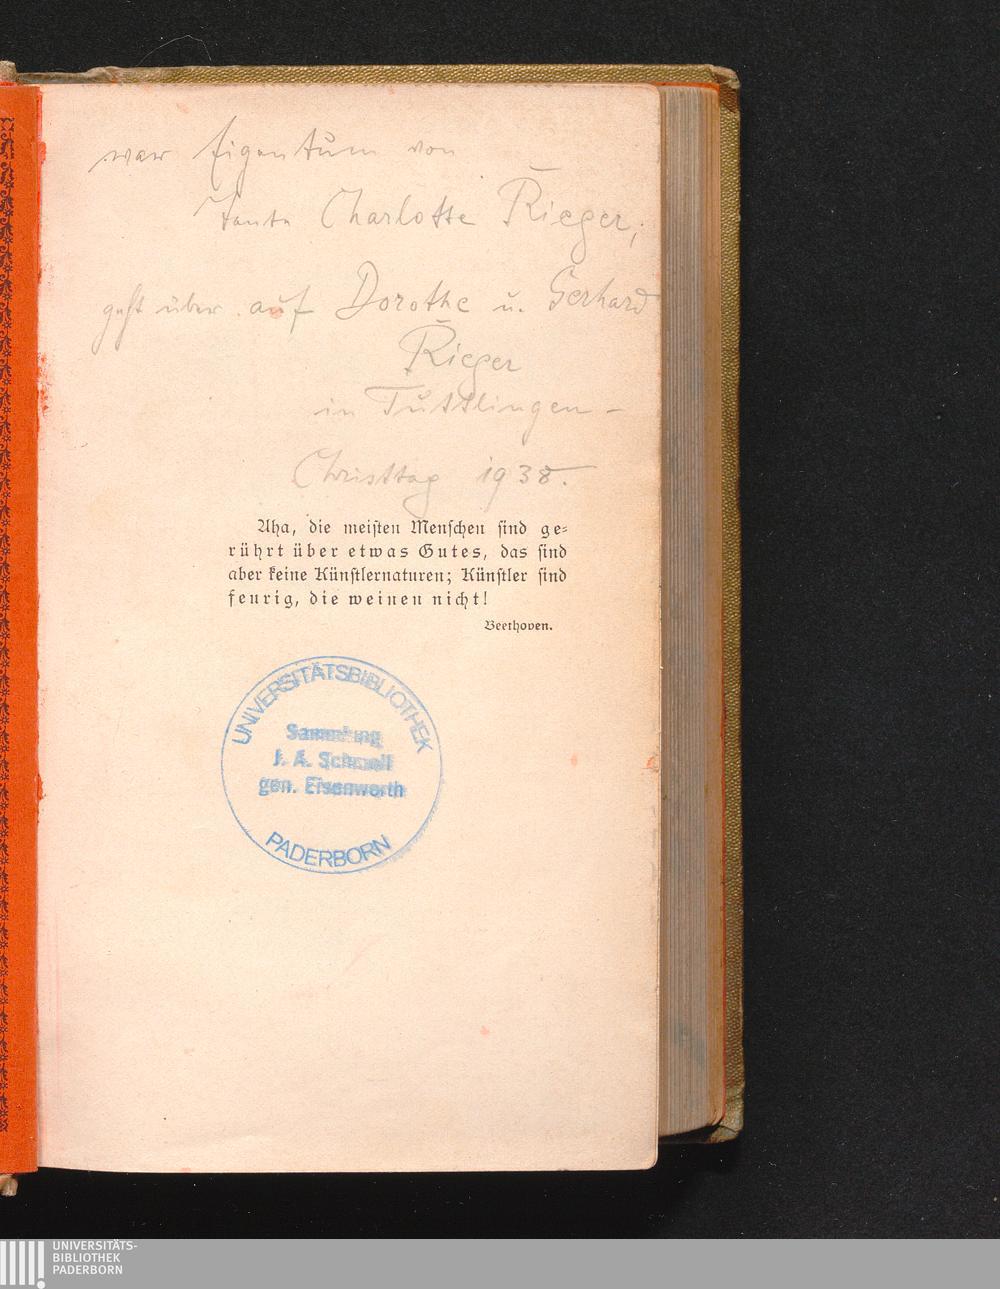 war Eigentum von
Tante Charlotte Rieger,
geht über auf Dorothe u. Gerhard
Rieger
in Tuttlingen -
Christtag 1938.
Aha, die meisten Menschen sind ge-
rührt über etwas Gutes, das sind
aber keine Künstlernaturen; Künstler sind
feurig, die weinen nicht!
Beethoven.
UNIVERSITÄTSBIBLIOTHEK
Sammlung
J. A. Schmoll
gen. Eisenwerth
PADERBORN
UNIVERSITÄTS-
BIBLIOTHEK
PADERBORN